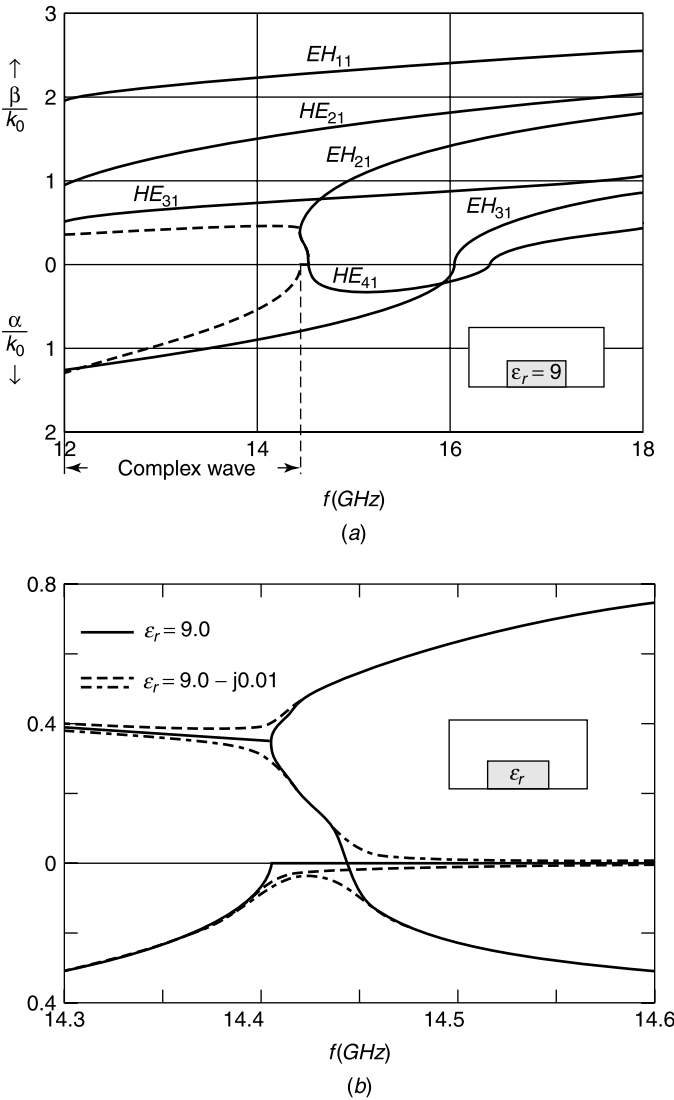 3
2
1
0
1
2
↑
β
k₀
α
k₀
↓
EH₁₁
HE₂₁
EH₂₁
HE₃₁
EH₃₁
HE₄₁
εᵣ = 9
12
14
16
18
Complex wave
f(GHz)
(a)
0.8
0.4
0
0.4
εᵣ = 9.0
εᵣ = 9.0 − j0.01
εᵣ
14.3
14.4
14.5
14.6
f(GHz)
(b)